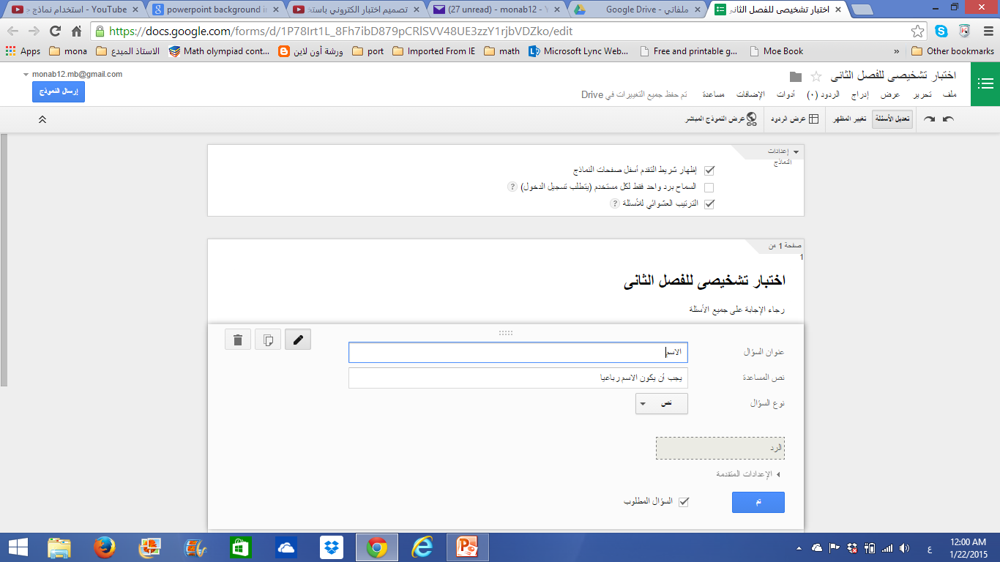 استخدام نماذج - YouTube
powerpoint background in
تصميم اختبار الكتروني باستخ
(27 unread) - monab12 - Y
ملفاتي - Google Drive
اختبار تشخيصى للفصل الثانى
https://docs.google.com/forms/d/1P78Irt1L_8Fh7ibD879pCRlSVV48UE3zzY1rjbVDZko/edit
Apps mona الاستاذ المبدع Math olympiad cont... ورشة أون لاين port Imported From IE math Microsoft Lync Web... Free and printable g... Moe Book » Other bookmarks
monab12.mb@gmail.com
اختبار تشخيصى للفصل الثانى
إرسال النموذج
ملف تحرير عرض إدراج الردود (٠) أدوات الإضافات مساعدة تم حفظ جميع التغييرات في Drive
تعديل الأسئلة تغيير المظهر عرض الردود عرض النموذج المباشر
إعدادات
النماذج
إظهار شريط التقدم أسفل صفحات النماذج
السماح برد واحد فقط لكل مستخدم (يتطلب تسجيل الدخول) ?
الترتيب العشوائي للأسئلة ?
صفحة 1 من
1
اختبار تشخيصى للفصل الثانى
رجاء الإجابة على جميع الأسئلة
عنوان السؤال الاسم
نص المساعدة يجب أن يكون الاسم رباعيا
نوع السؤال نص
الرد
الإعدادات المتقدمة
تم السؤال المطلوب
ع 12:00 AM
1/22/2015